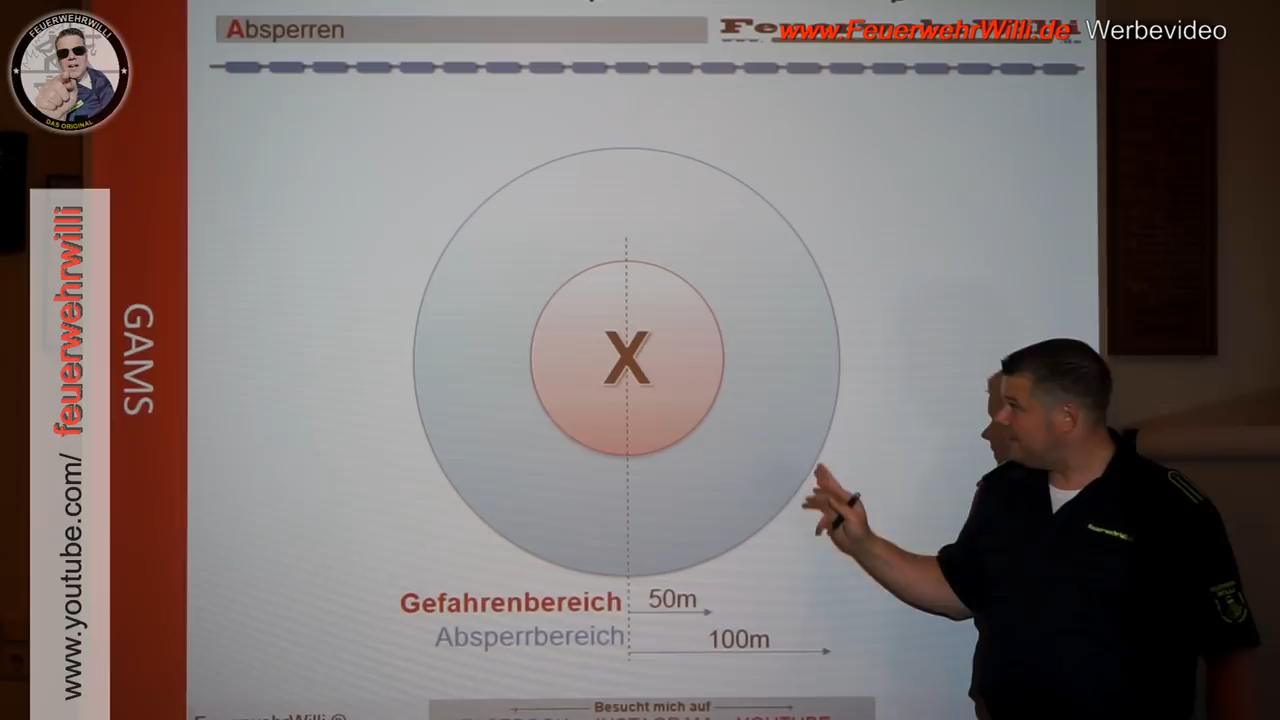 FEUERWEHRWILLI
DAS ORIGINAL
Absperren
www.FeuerwehrWilli.de Werbevideo
www.youtube.com/ feuerwehrwilli
GAMS
X
Gefahrenbereich 50m
Absperrbereich 100m
Besucht mich auf